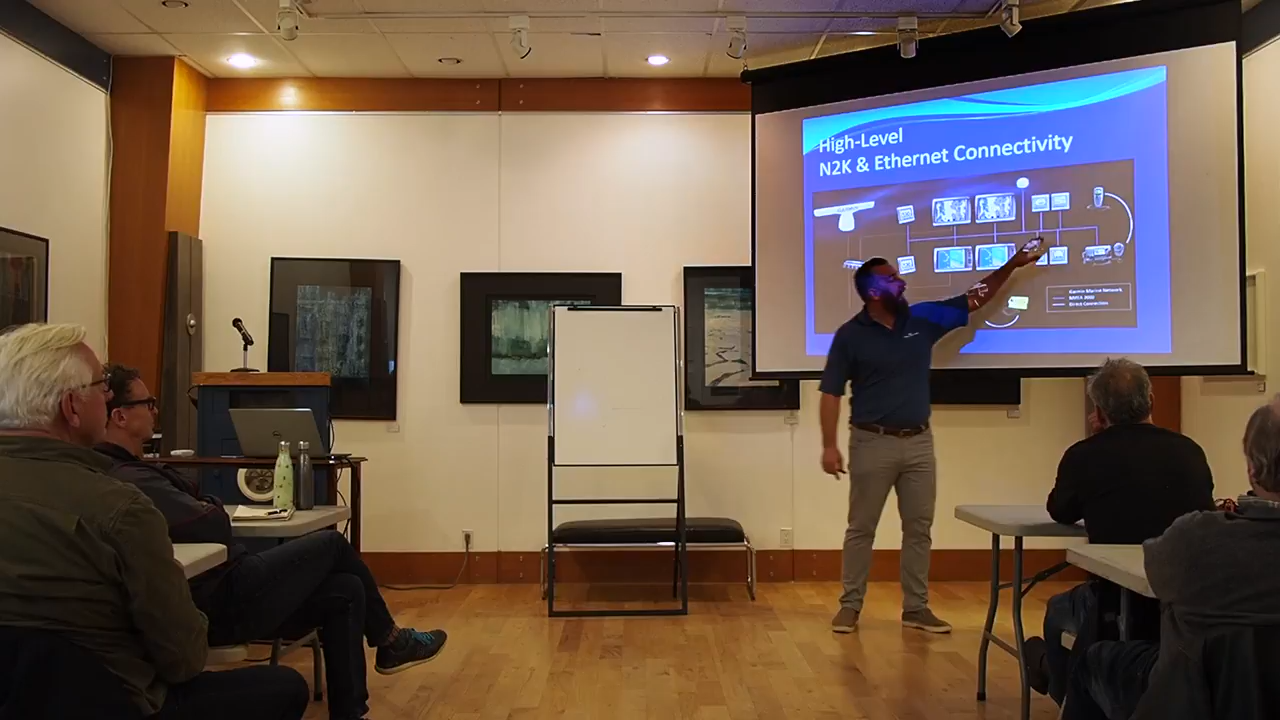 High-Level
N2K & Ethernet Connectivity
Garmin Marine Network
NMEA 2000
Direct Connection